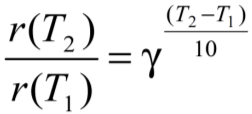 r(T₂)/r(T₁) = γ^((T₂−T₁)/10)